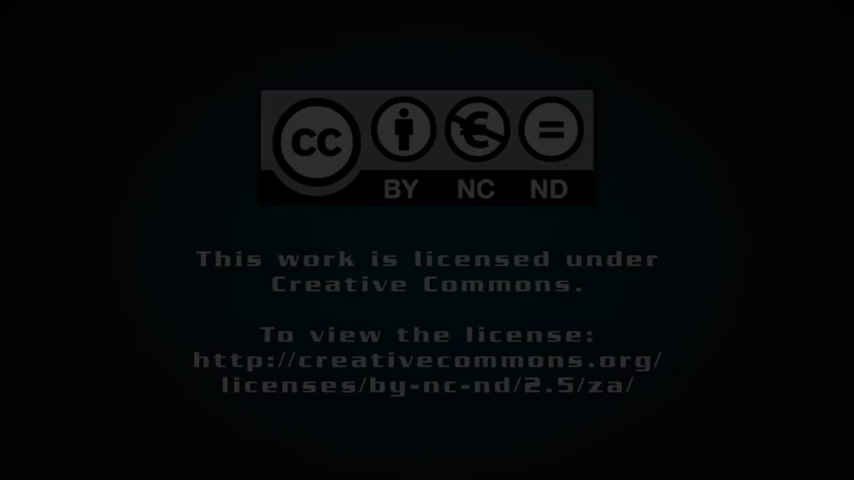 CC
BY NC ND
This work is licensed under
Creative Commons.
To view the license:
http://creativecommons.org/
licenses/by-nc-nd/2.5/za/